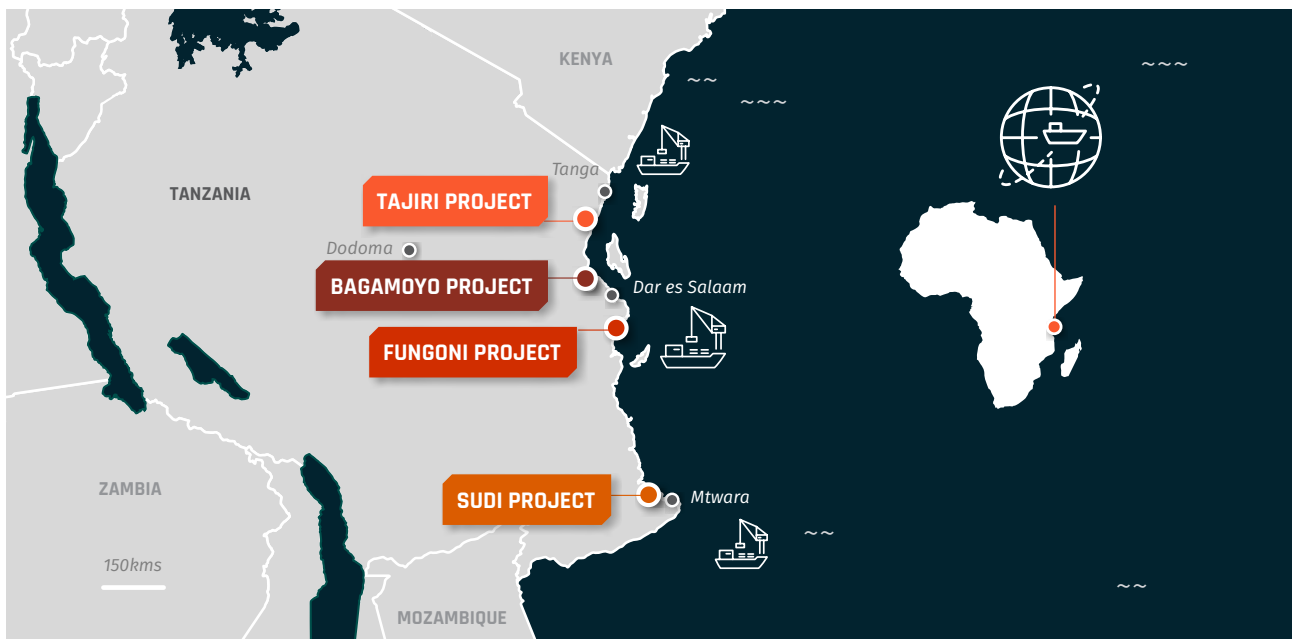 KENYA
Tanga
TANZANIA
TAJIRI PROJECT
Dodoma
BAGAMOYO PROJECT
Dar es Salaam
FUNGONI PROJECT
ZAMBIA
SUDI PROJECT
Mtwara
150kms
MOZAMBIQUE